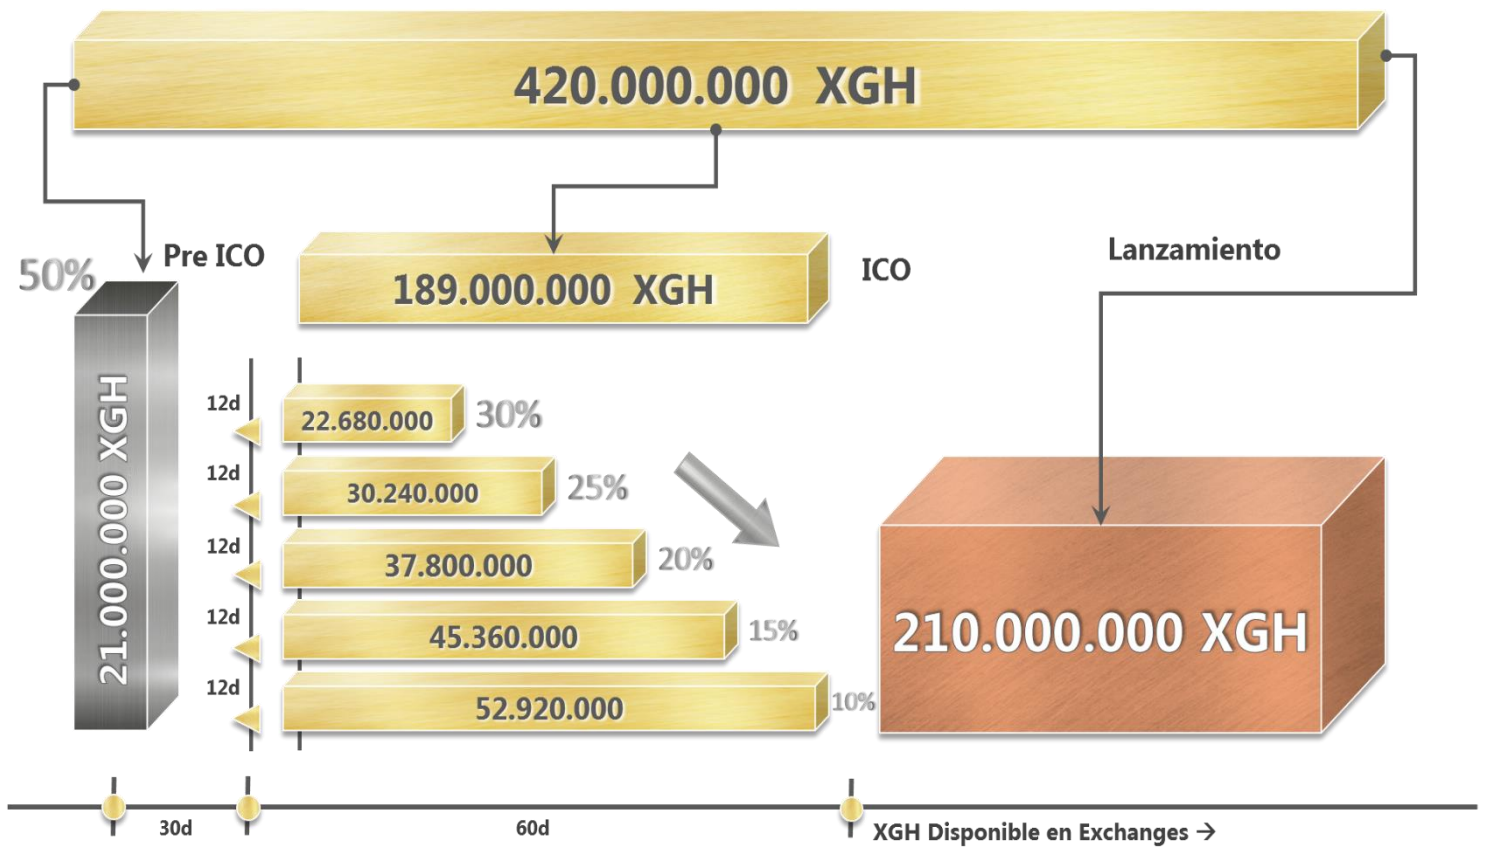 420.000.000 XGH
50%
Pre ICO
21.000.000 XGH
189.000.000 XGH
ICO
Lanzamiento
12d
22.680.000
30%
12d
30.240.000
25%
12d
37.800.000
20%
12d
45.360.000
15%
12d
52.920.000
10%
210.000.000 XGH
30d
60d
XGH Disponible en Exchanges →